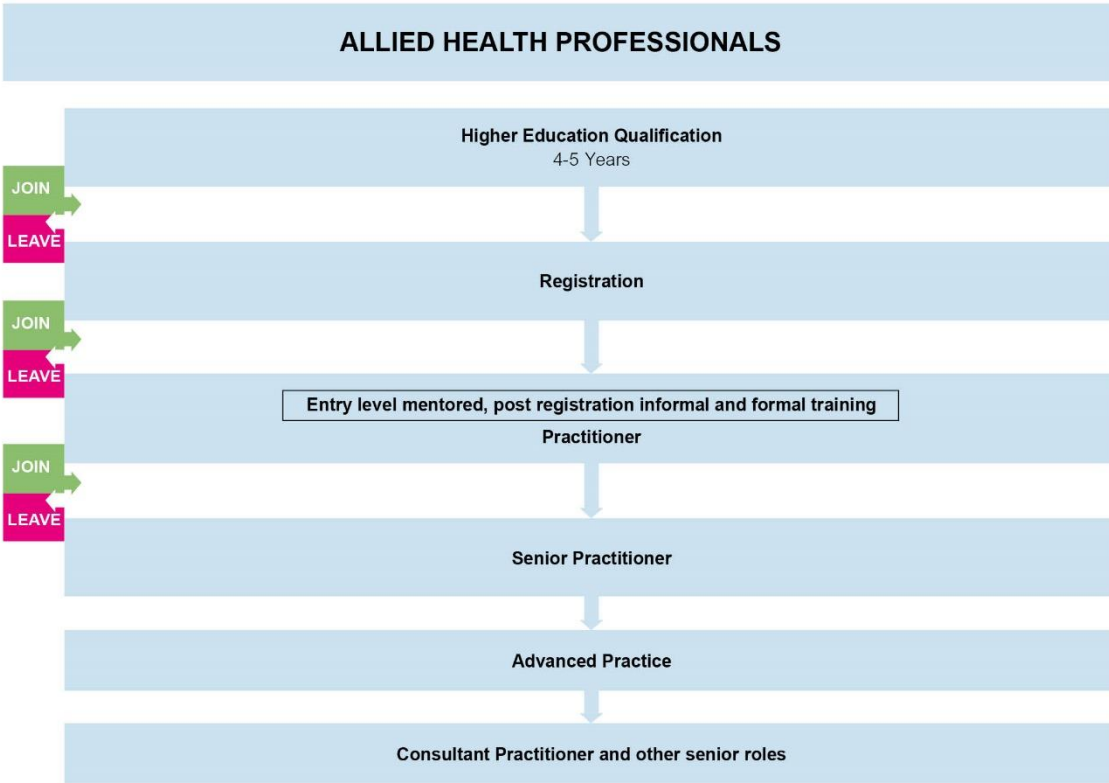 ALLIED HEALTH PROFESSIONALS
Higher Education Qualification
4-5 Years
JOIN
LEAVE
Registration
JOIN
LEAVE
Entry level mentored, post registration informal and formal training
Practitioner
JOIN
LEAVE
Senior Practitioner
Advanced Practice
Consultant Practitioner and other senior roles